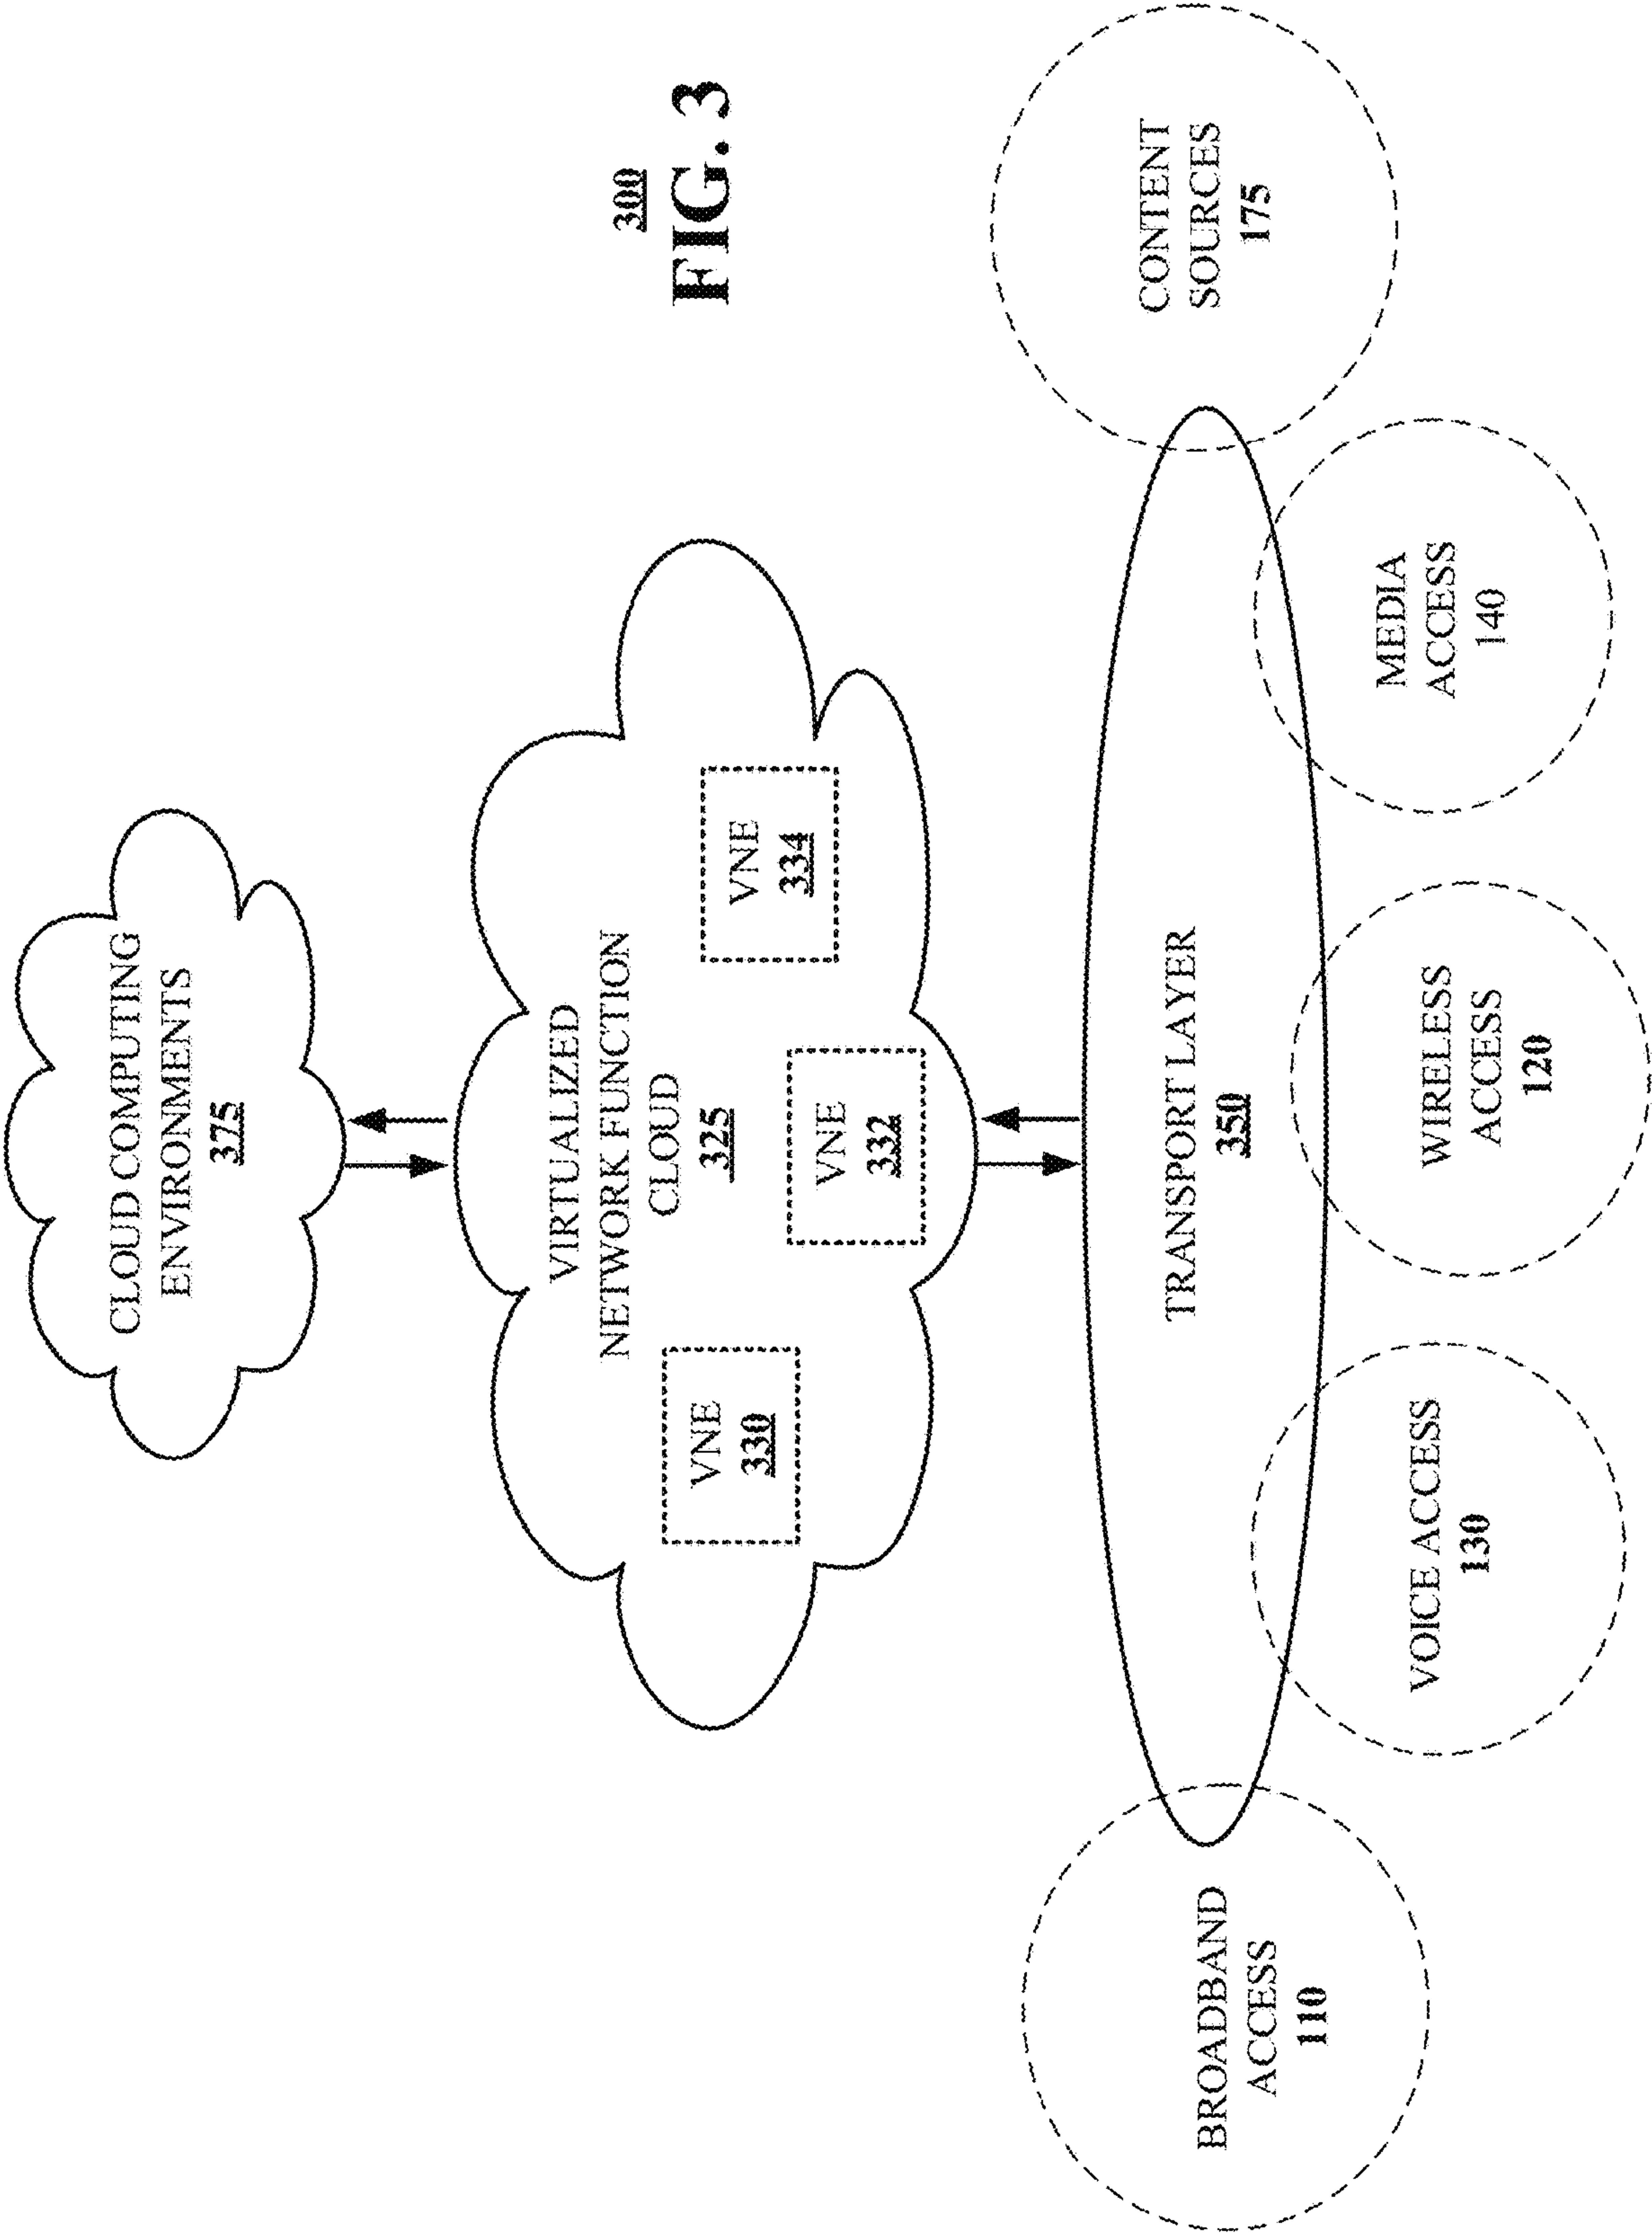 CLOUD COMPUTING
ENVIRONMENTS
375
VIRTUALIZED
NETWORK FUNCTION
CLOUD
325
VNE
330
VNE
332
VNE
334
300
FIG. 3
TRANSPORT LAYER
350
BROADBAND
ACCESS
110
VOICE ACCESS
130
WIRELESS
ACCESS
120
MEDIA
ACCESS
140
CONTENT
SOURCES
175